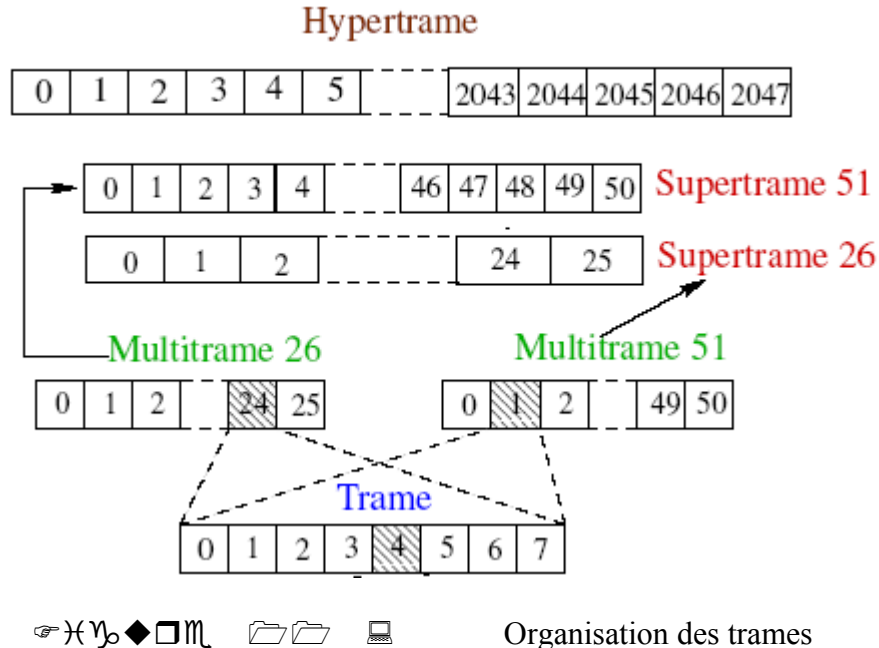 Hypertrame
0 1 2 3 4 5 2043 2044 2045 2046 2047
0 1 2 3 4 46 47 48 49 50 Supertrame 51
0 1 2 24 25 Supertrame 26
Multitrame 26 Multitrame 51
0 1 2 24 25 0 1 2 49 50
Trame
0 1 2 3 4 5 6 7
☞♓♑◆❒♏ 🗀🗀 💻 Organisation des trames